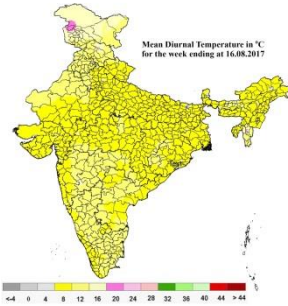 Mean Diurnal Temperature in °C
for the week ending at 16.08.2017
<-4 0 4 8 12 16 20 24 28 32 36 40 44 > 44